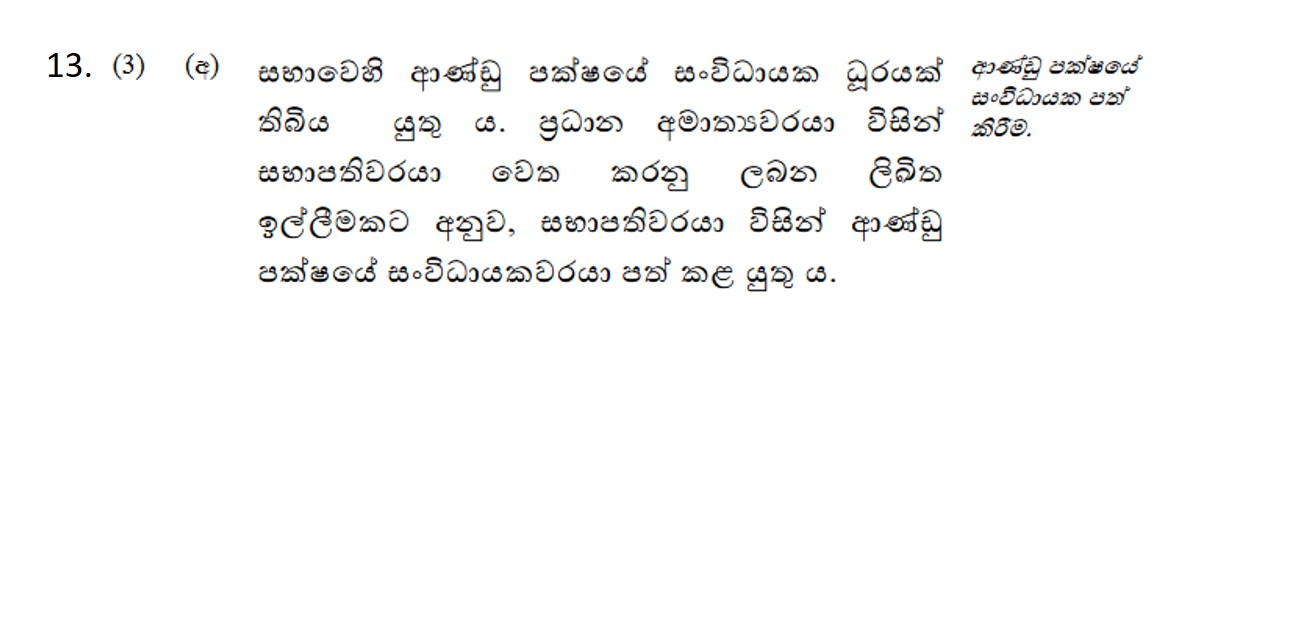 13. (3) (අ) සභාවෙහි ආණ්ඩු පක්ෂයේ සංවිධායක ධුරයක්
තිබිය යුතු ය. ප්‍රධාන අමාත්‍යවරයා විසින්
සභාපතිවරයා වෙත කරනු ලබන ලිඛිත
ඉල්ලීමකට අනුව, සභාපතිවරයා විසින් ආණ්ඩු
පක්ෂයේ සංවිධායකවරයා පත් කළ යුතු ය.
ආණ්ඩු පක්ෂයේ
සංවිධායක පත්
කිරීම.